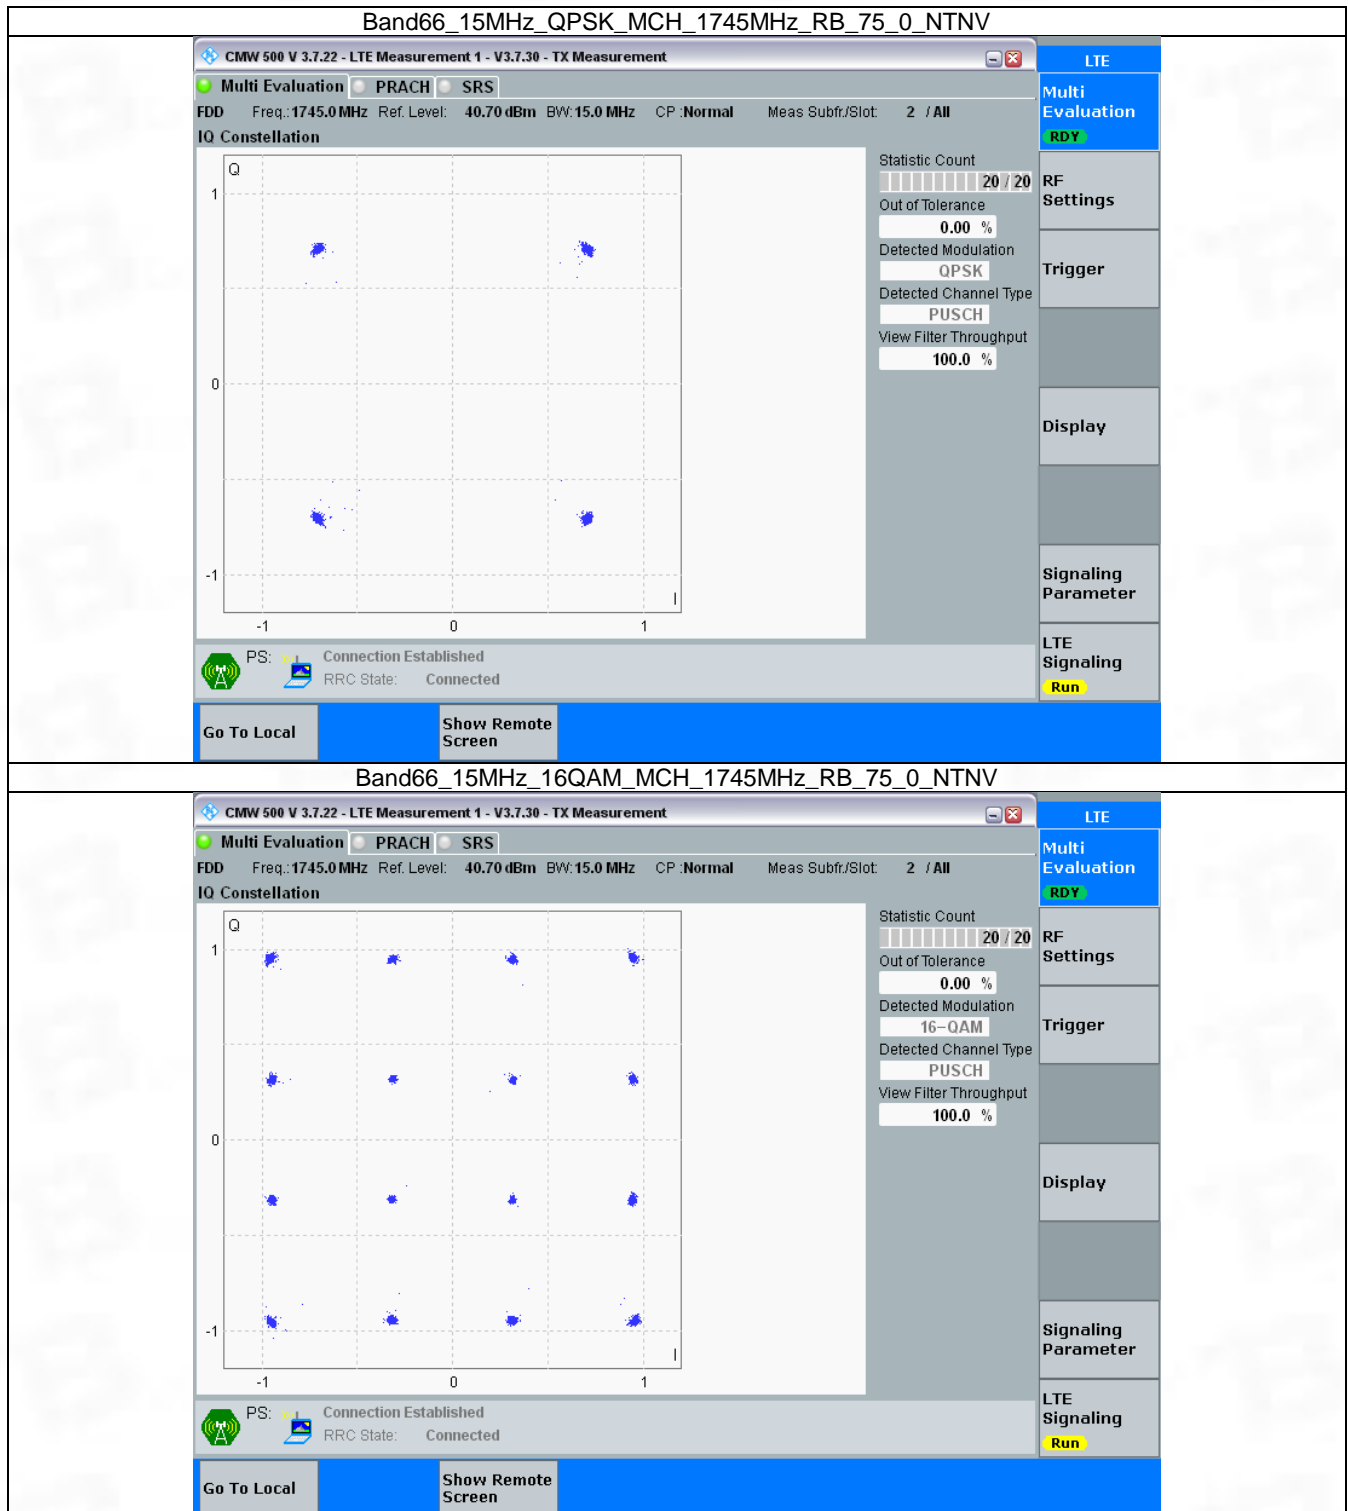 Band66_15MHz_QPSK_MCH_1745MHz_RB_75_0_NTNV
CMW 500 V 3.7.22 - LTE Measurement 1 - V3.7.30 - TX Measurement
LTE
Multi Evaluation PRACH SRS
Multi
Evaluation
RDY
FDD Freq.:1745.0 MHz Ref. Level: 40.70 dBm BW:15.0 MHz CP :Normal Meas Subfr./Slot: 2 / All
IQ Constellation
Q
1
0
-1
I
-1 0 1
Statistic Count
20 / 20
Out of Tolerance
0.00 %
Detected Modulation
QPSK
Detected Channel Type
PUSCH
View Filter Throughput
100.0 %
RF
Settings
Trigger
Display
Signaling
Parameter
LTE
Signaling
Run
PS: Connection Established
RRC State: Connected
Go To Local
Show Remote
Screen
Band66_15MHz_16QAM_MCH_1745MHz_RB_75_0_NTNV
CMW 500 V 3.7.22 - LTE Measurement 1 - V3.7.30 - TX Measurement
LTE
Multi Evaluation PRACH SRS
Multi
Evaluation
RDY
FDD Freq.:1745.0 MHz Ref. Level: 40.70 dBm BW:15.0 MHz CP :Normal Meas Subfr./Slot: 2 / All
IQ Constellation
Q
1
0
-1
I
-1 0 1
Statistic Count
20 / 20
Out of Tolerance
0.00 %
Detected Modulation
16-QAM
Detected Channel Type
PUSCH
View Filter Throughput
100.0 %
RF
Settings
Trigger
Display
Signaling
Parameter
LTE
Signaling
Run
PS: Connection Established
RRC State: Connected
Go To Local
Show Remote
Screen